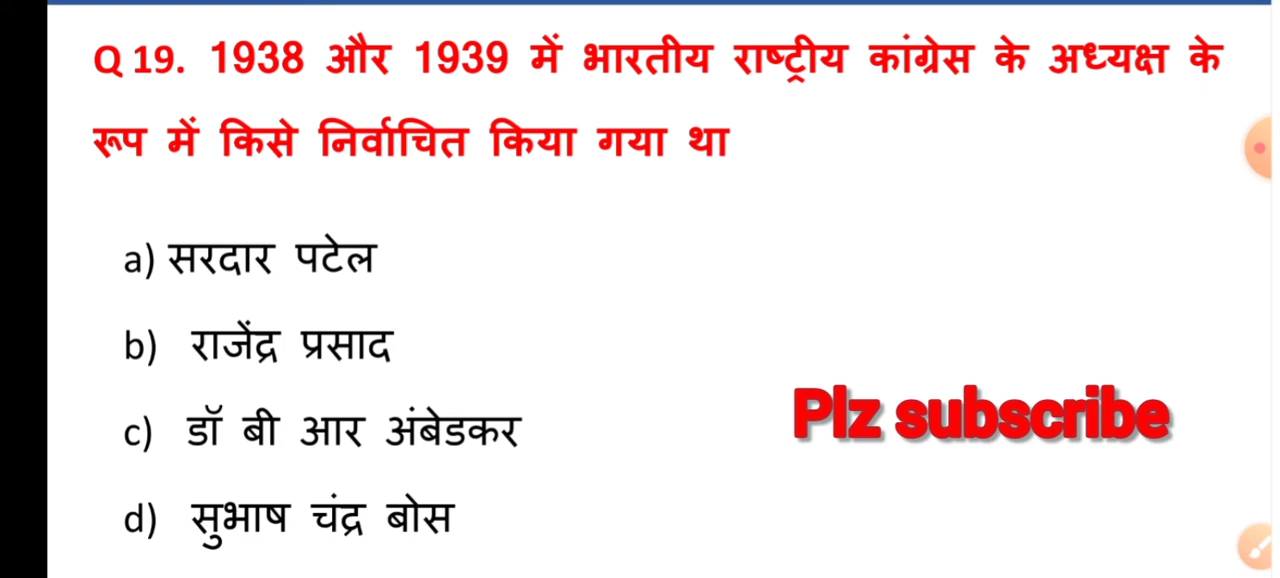 Q 19. 1938 और 1939 में भारतीय राष्ट्रीय कांग्रेस के अध्यक्ष के
रूप में किसे निर्वाचित किया गया था
a) सरदार पटेल
b) राजेंद्र प्रसाद
c) डॉ बी आर अंबेडकर
Plz subscribe
d) सुभाष चंद्र बोस